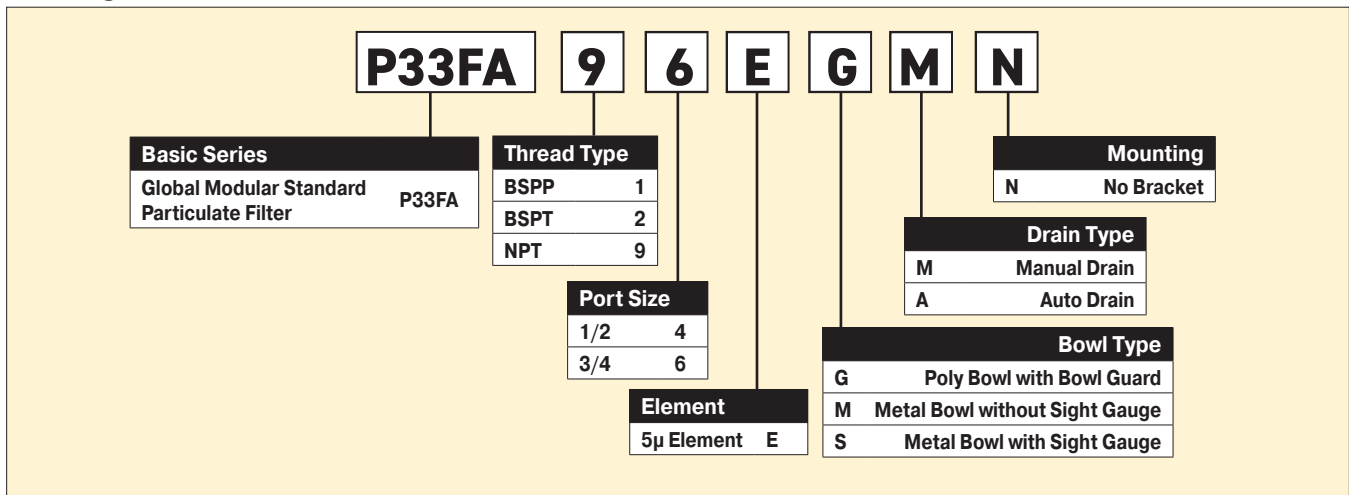 P33FA 9 6 E G M N
Basic Series
Global Modular Standard
Particulate Filter P33FA
Thread Type
BSPP 1
BSPT 2
NPT 9
Port Size
1/2 4
3/4 6
Element
5µ Element E
Mounting
N No Bracket
Drain Type
M Manual Drain
A Auto Drain
Bowl Type
G Poly Bowl with Bowl Guard
M Metal Bowl without Sight Gauge
S Metal Bowl with Sight Gauge